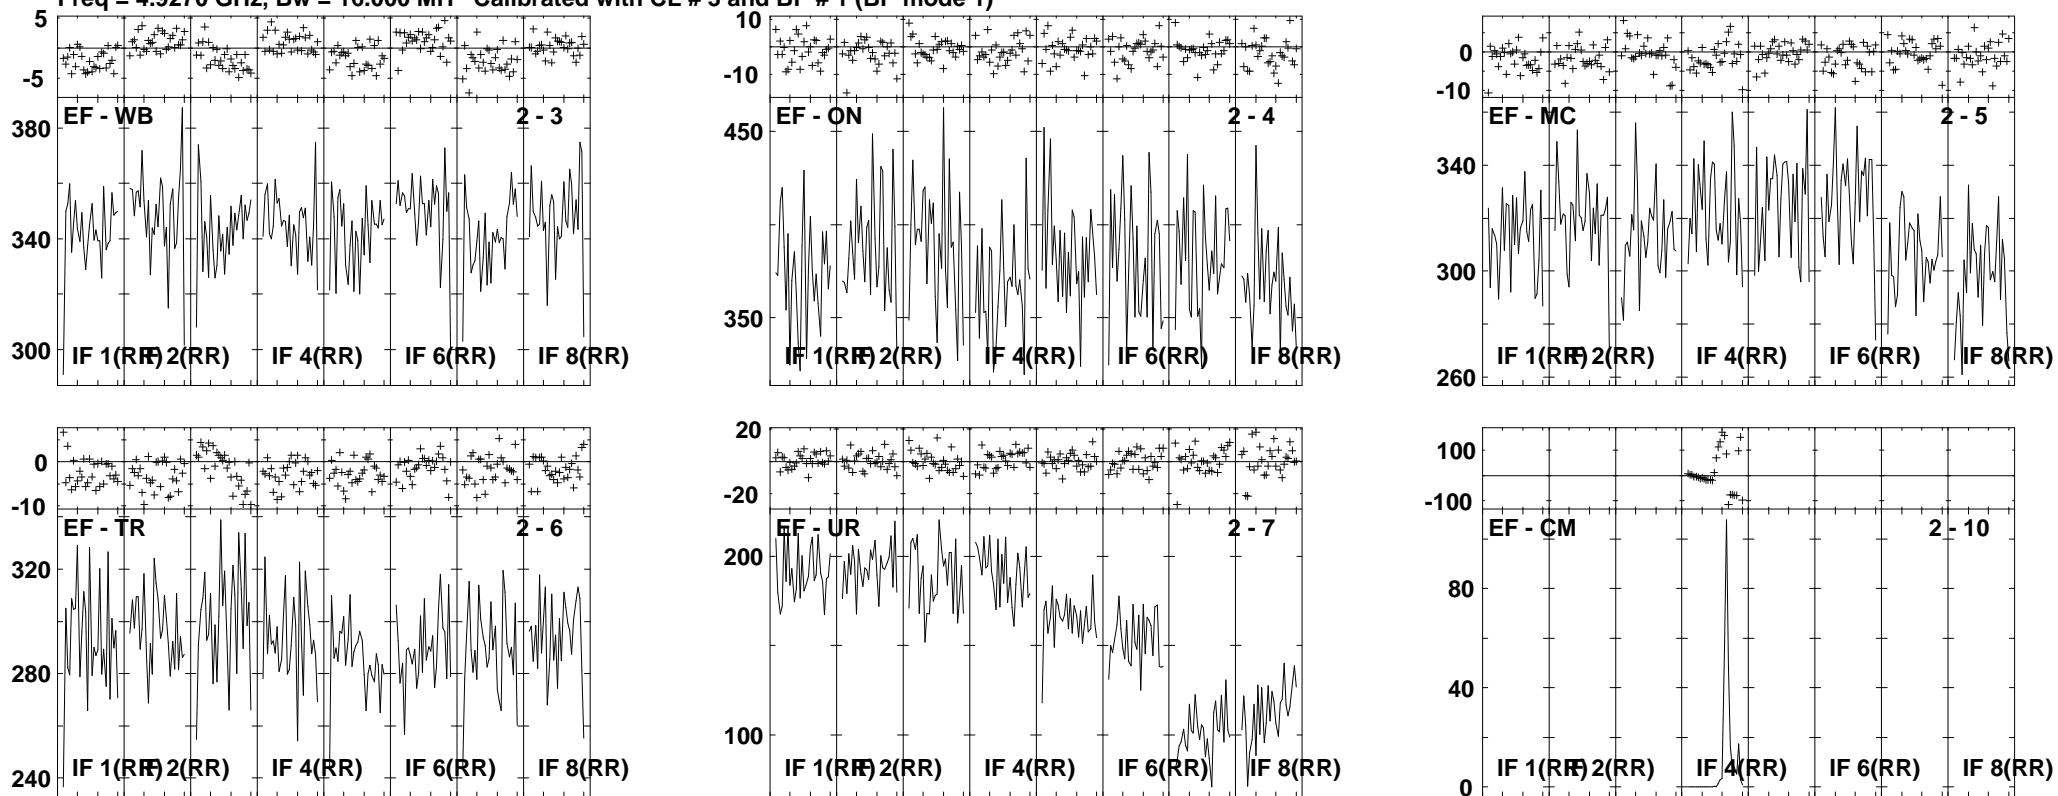 Freq = 4.9270 GHz, Bw = 16.000 MH Calibrated with CL # 3 and BP # 1 (BP mode 1)
5
-5
EF - WB 2 - 3
380
340
300
IF 1(RR) IF 2(RR) IF 4(RR) IF 6(RR) IF 8(RR)
10
-10
EF - ON 2 - 4
450
350
IF 1(RR) IF 2(RR) IF 4(RR) IF 6(RR) IF 8(RR)
0
-10
EF - MC 2 - 5
340
300
260
IF 1(RR) IF 2(RR) IF 4(RR) IF 6(RR) IF 8(RR)
0
-10
EF - TR 2 - 6
320
280
240
IF 1(RR) IF 2(RR) IF 4(RR) IF 6(RR) IF 8(RR)
20
-20
EF - UR 2 - 7
200
100
IF 1(RR) IF 2(RR) IF 4(RR) IF 6(RR) IF 8(RR)
100
-100
EF - CM 2 - 10
80
40
0
IF 1(RR) IF 2(RR) IF 4(RR) IF 6(RR) IF 8(RR)